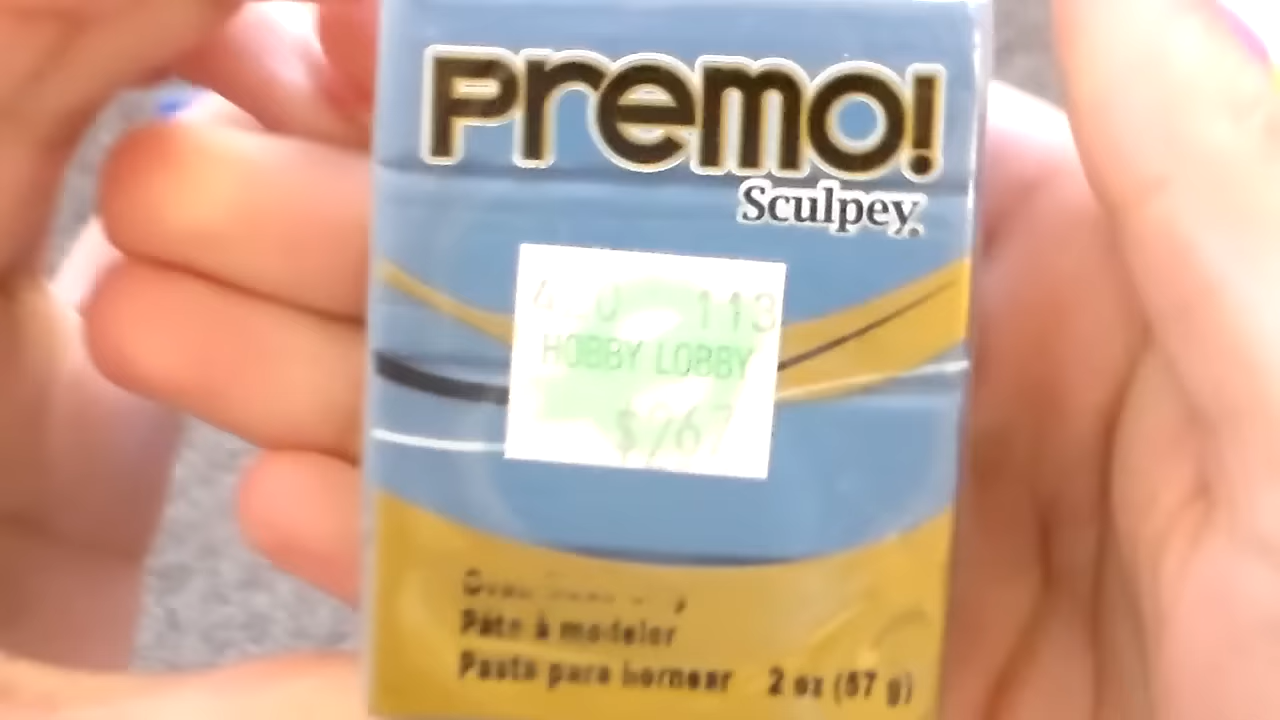 Premo!
Sculpey
113
HOBBY LOBBY
Pâte à modeler
Pasta para hornear 2 oz (57 g)